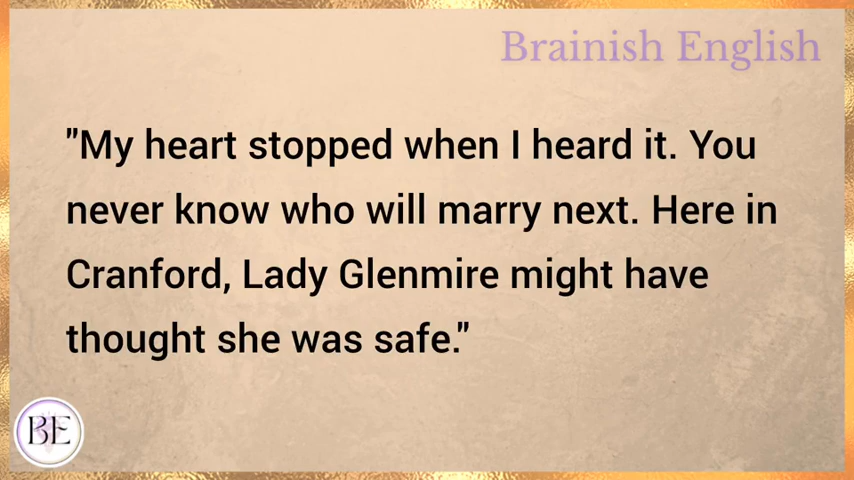 Brainish English
"My heart stopped when I heard it. You
never know who will marry next. Here in
Cranford, Lady Glenmire might have
thought she was safe."
BE